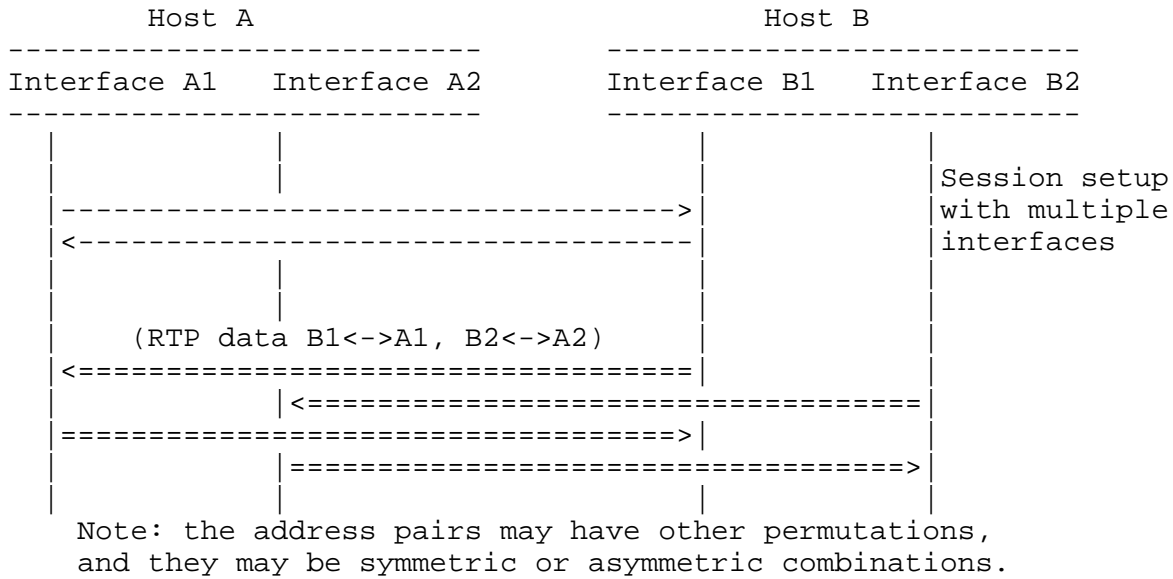 Host A Host B
Interface A1 Interface A2 Interface B1 Interface B2
Session setup
with multiple
interfaces
(RTP data B1<->A1, B2<->A2)
Note: the address pairs may have other permutations,
and they may be symmetric or asymmetric combinations.